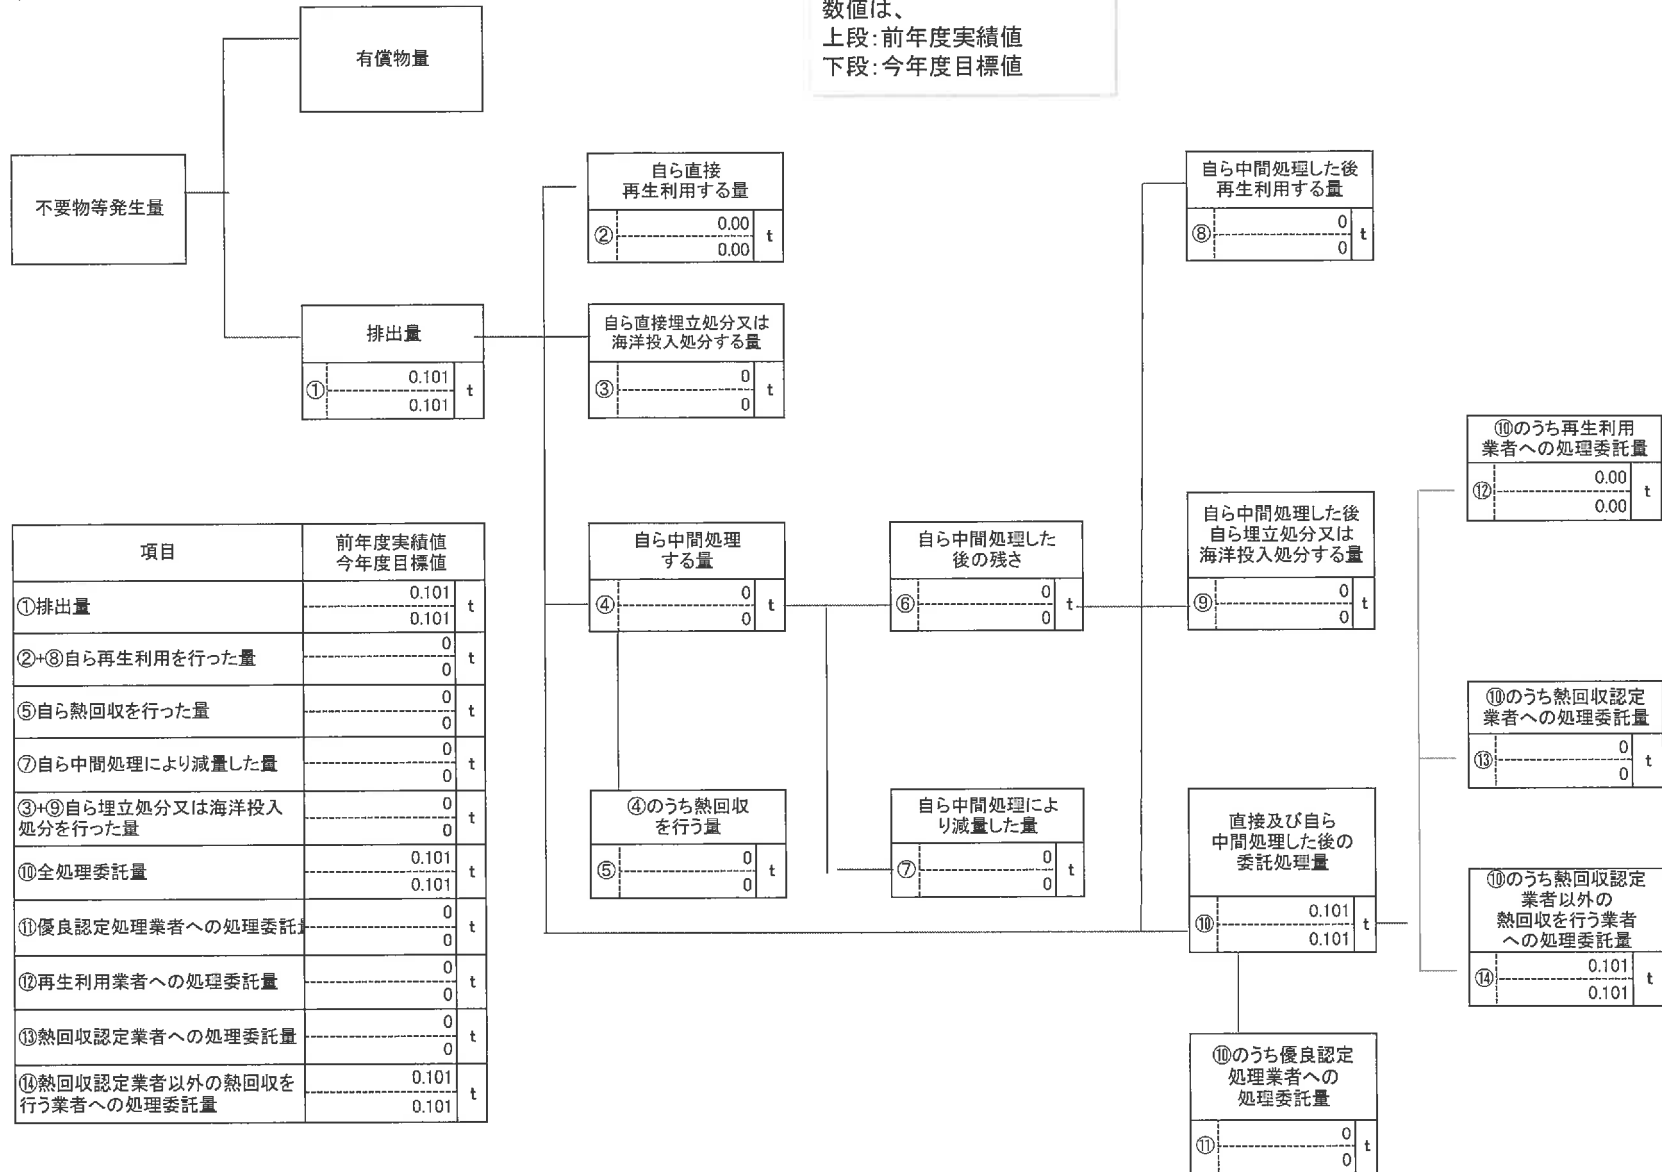 数値は、
上段：前年度実績値
下段：今年度目標値
有償物量
不要物等発生量
排出量
①
0.101
0.101
t
自ら直接
再生利用する量
②
0.00
0.00
t
自ら直接埋立処分又は
海洋投入処分する量
③
0
0
t
自ら中間処理
する量
④
0
0
t
④のうち熱回収
を行う量
⑤
0
0
t
自ら中間処理した
後の残さ
⑥
0
0
t
自ら中間処理によ
り減量した量
⑦
0
0
t
自ら中間処理した後
再生利用する量
⑧
0
0
t
自ら中間処理した後
自ら埋立処分又は
海洋投入処分する量
⑨
0
0
t
直接及び自ら
中間処理した後の
委託処理量
⑩
0.101
0.101
t
⑩のうち優良認定
処理業者への
処理委託量
⑪
0
0
t
⑩のうち再生利用
業者への処理委託量
⑫
0.00
0.00
t
⑩のうち熱回収認定
業者への処理委託量
⑬
0
0
t
⑩のうち熱回収認定
業者以外の
熱回収を行う業者
への処理委託量
⑭
0.101
0.101
t
項目
前年度実績値
今年度目標値
①排出量
0.101
0.101
t
②+⑧自ら再生利用を行った量
0
0
t
⑤自ら熱回収を行った量
0
0
t
⑦自ら中間処理により減量した量
0
0
t
③+⑨自ら埋立処分又は海洋投入
処分を行った量
0
0
t
⑩全処理委託量
0.101
0.101
t
⑪優良認定処理業者への処理委託
0
0
t
⑫再生利用業者への処理委託量
0
0
t
⑬熱回収認定業者への処理委託量
0
0
t
⑭熱回収認定業者以外の熱回収を
行う業者への処理委託量
0.101
0.101
t